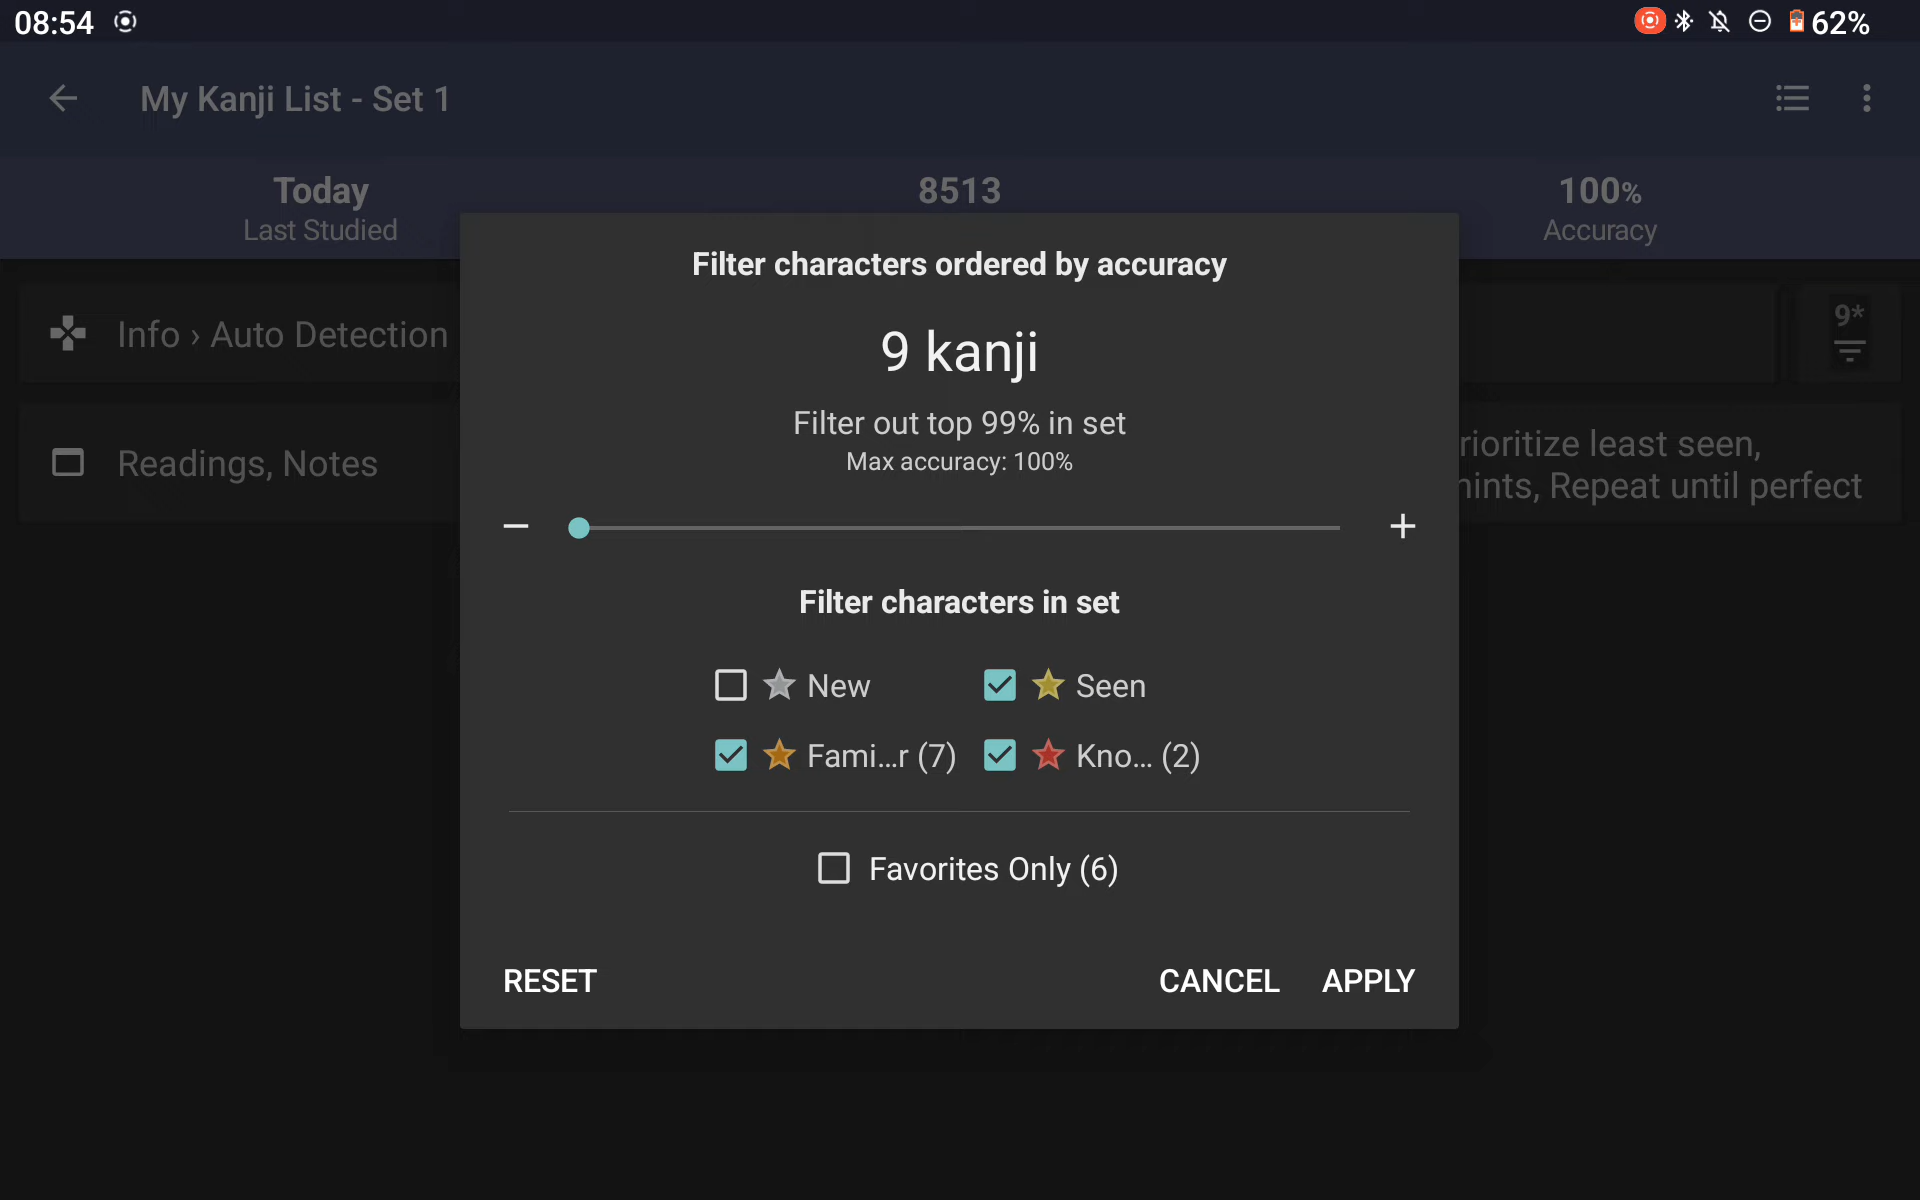 08:54
62%
My Kanji List - Set 1
Today
Last Studied
8513
100%
Accuracy
Filter characters ordered by accuracy
9 kanji
Filter out top 99% in set
Max accuracy: 100%
Info › Auto Detection
9*
Readings, Notes
rioritize least seen,
hints, Repeat until perfect
Filter characters in set
New
Seen
Fami...r (7)
Kno... (2)
Favorites Only (6)
RESET
CANCEL
APPLY